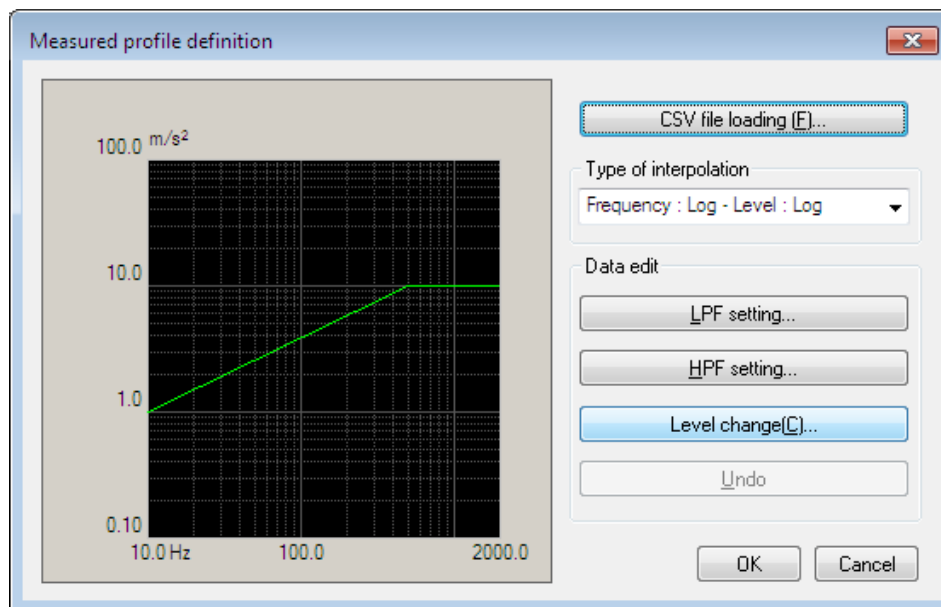 Measured profile definition
100.0 m/s²
10.0
1.0
0.10
10.0 Hz 100.0 2000.0
CSV file loading (F)...
Type of interpolation
Frequency : Log - Level : Log
Data edit
LPF setting...
HPF setting...
Level change(C)...
Undo
OK Cancel